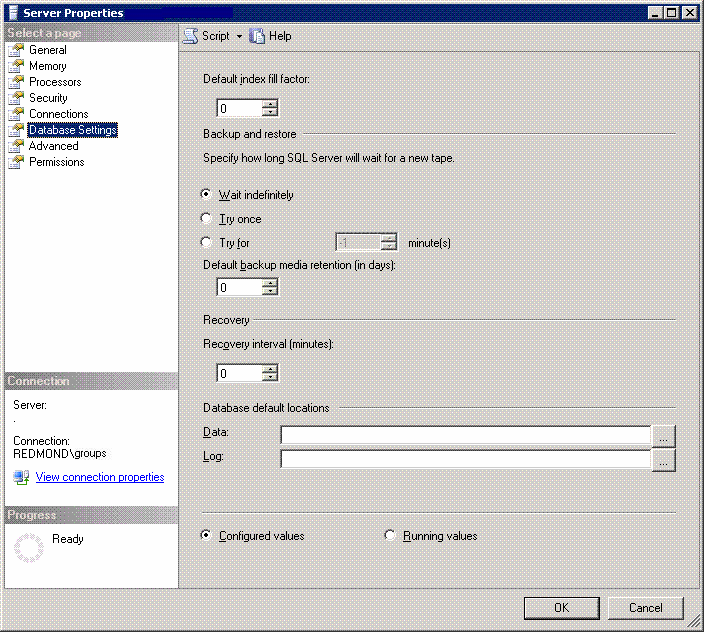 Server Properties
Select a page
General
Memory
Processors
Security
Connections
Database Settings
Advanced
Permissions
Connection
Server:
.
Connection:
REDMOND\groups
View connection properties
Progress
Ready
Script Help
Default index fill factor:
0
Backup and restore
Specify how long SQL Server will wait for a new tape.
Wait indefinitely
Try once
Try for -1 minute(s)
Default backup media retention (in days):
0
Recovery
Recovery interval (minutes):
0
Database default locations
Data: ...
Log: ...
Configured values Running values
OK Cancel